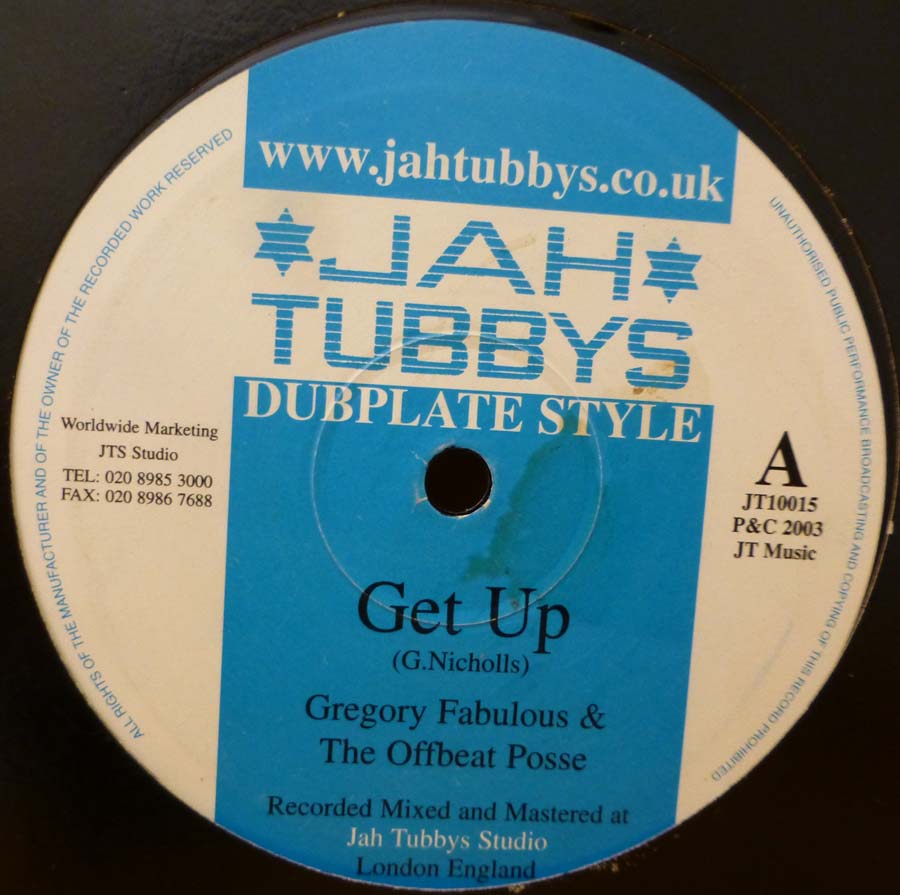 www.jahtubbys.co.uk
JAH
TUBBYS
DUBPLATE STYLE
Worldwide Marketing
JTS Studio
TEL: 020 8985 3000
FAX: 020 8986 7688
A
JT10015
P&C 2003
JT Music
Get Up
(G.Nicholls)
Gregory Fabulous &
The Offbeat Posse
Recorded Mixed and Mastered at
Jah Tubbys Studio
London England
ALL RIGHTS OF THE MANUFACTURER AND OF THE OWNER OF THE RECORDED WORK RESERVED
UNAUTHORISED PUBLIC PERFORMANCE BROADCASTING AND COPYING OF THIS RECORD PROHIBITED